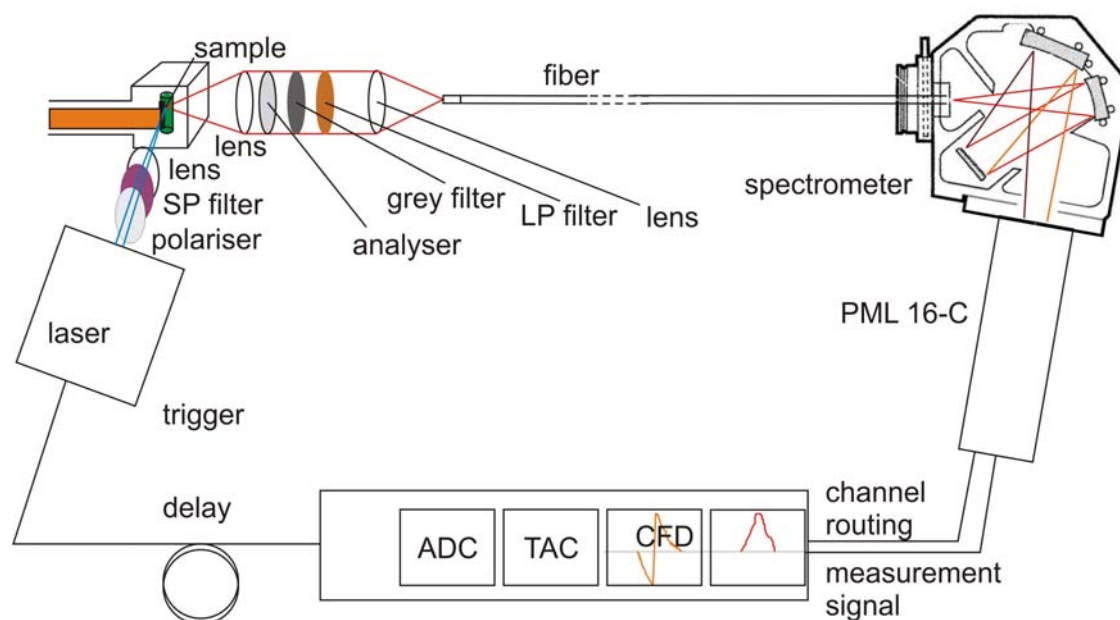 sample
fiber
lens
lens
SP filter
polariser
grey filter
analyser
LP filter
lens
spectrometer
laser
PML 16-C
trigger
delay
channel
routing
ADC
TAC
CFD
measurement
signal